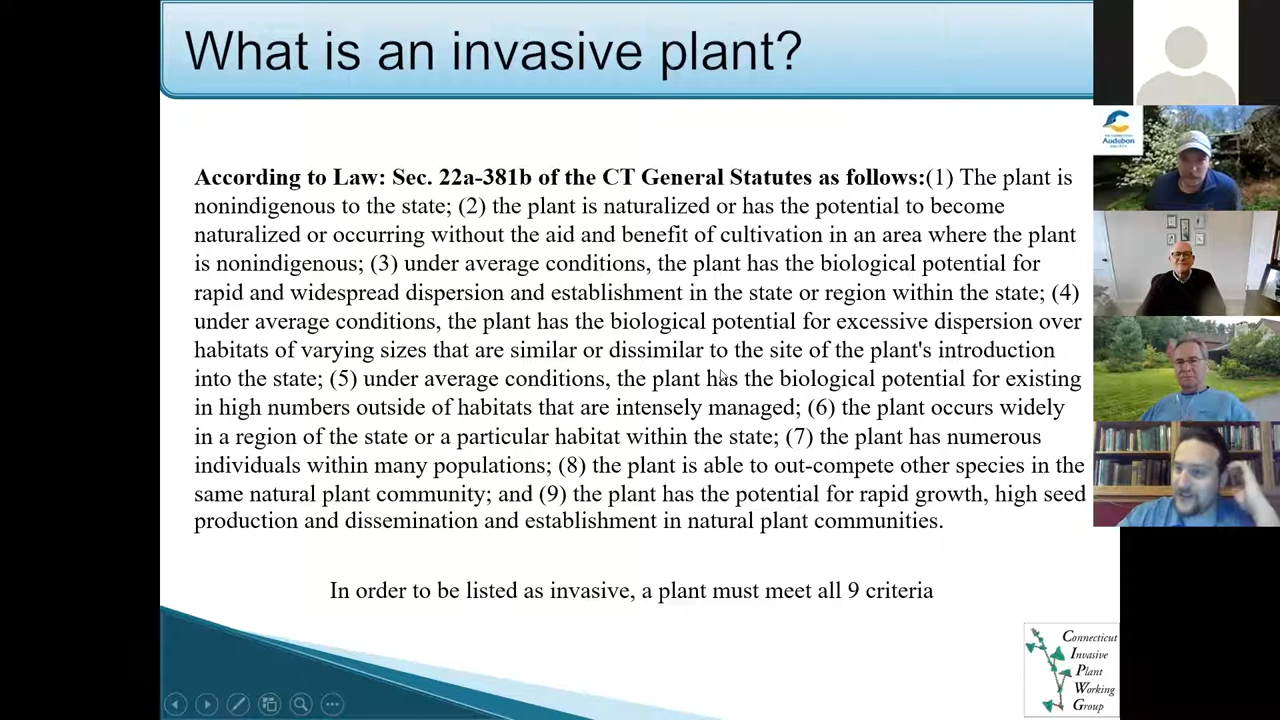 What is an invasive plant?
According to Law: Sec. 22a-381b of the CT General Statutes as follows:(1) The plant is
nonindigenous to the state; (2) the plant is naturalized or has the potential to become
naturalized or occurring without the aid and benefit of cultivation in an area where the plant
is nonindigenous; (3) under average conditions, the plant has the biological potential for
rapid and widespread dispersion and establishment in the state or region within the state; (4)
under average conditions, the plant has the biological potential for excessive dispersion over
habitats of varying sizes that are similar or dissimilar to the site of the plant's introduction
into the state; (5) under average conditions, the plant has the biological potential for existing
in high numbers outside of habitats that are intensely managed; (6) the plant occurs widely
in a region of the state or a particular habitat within the state; (7) the plant has numerous
individuals within many populations; (8) the plant is able to out-compete other species in the
same natural plant community; and (9) the plant has the potential for rapid growth, high seed
production and dissemination and establishment in natural plant communities.
In order to be listed as invasive, a plant must meet all 9 criteria
Connecticut
Invasive
Plant
Working
Group
Audubon